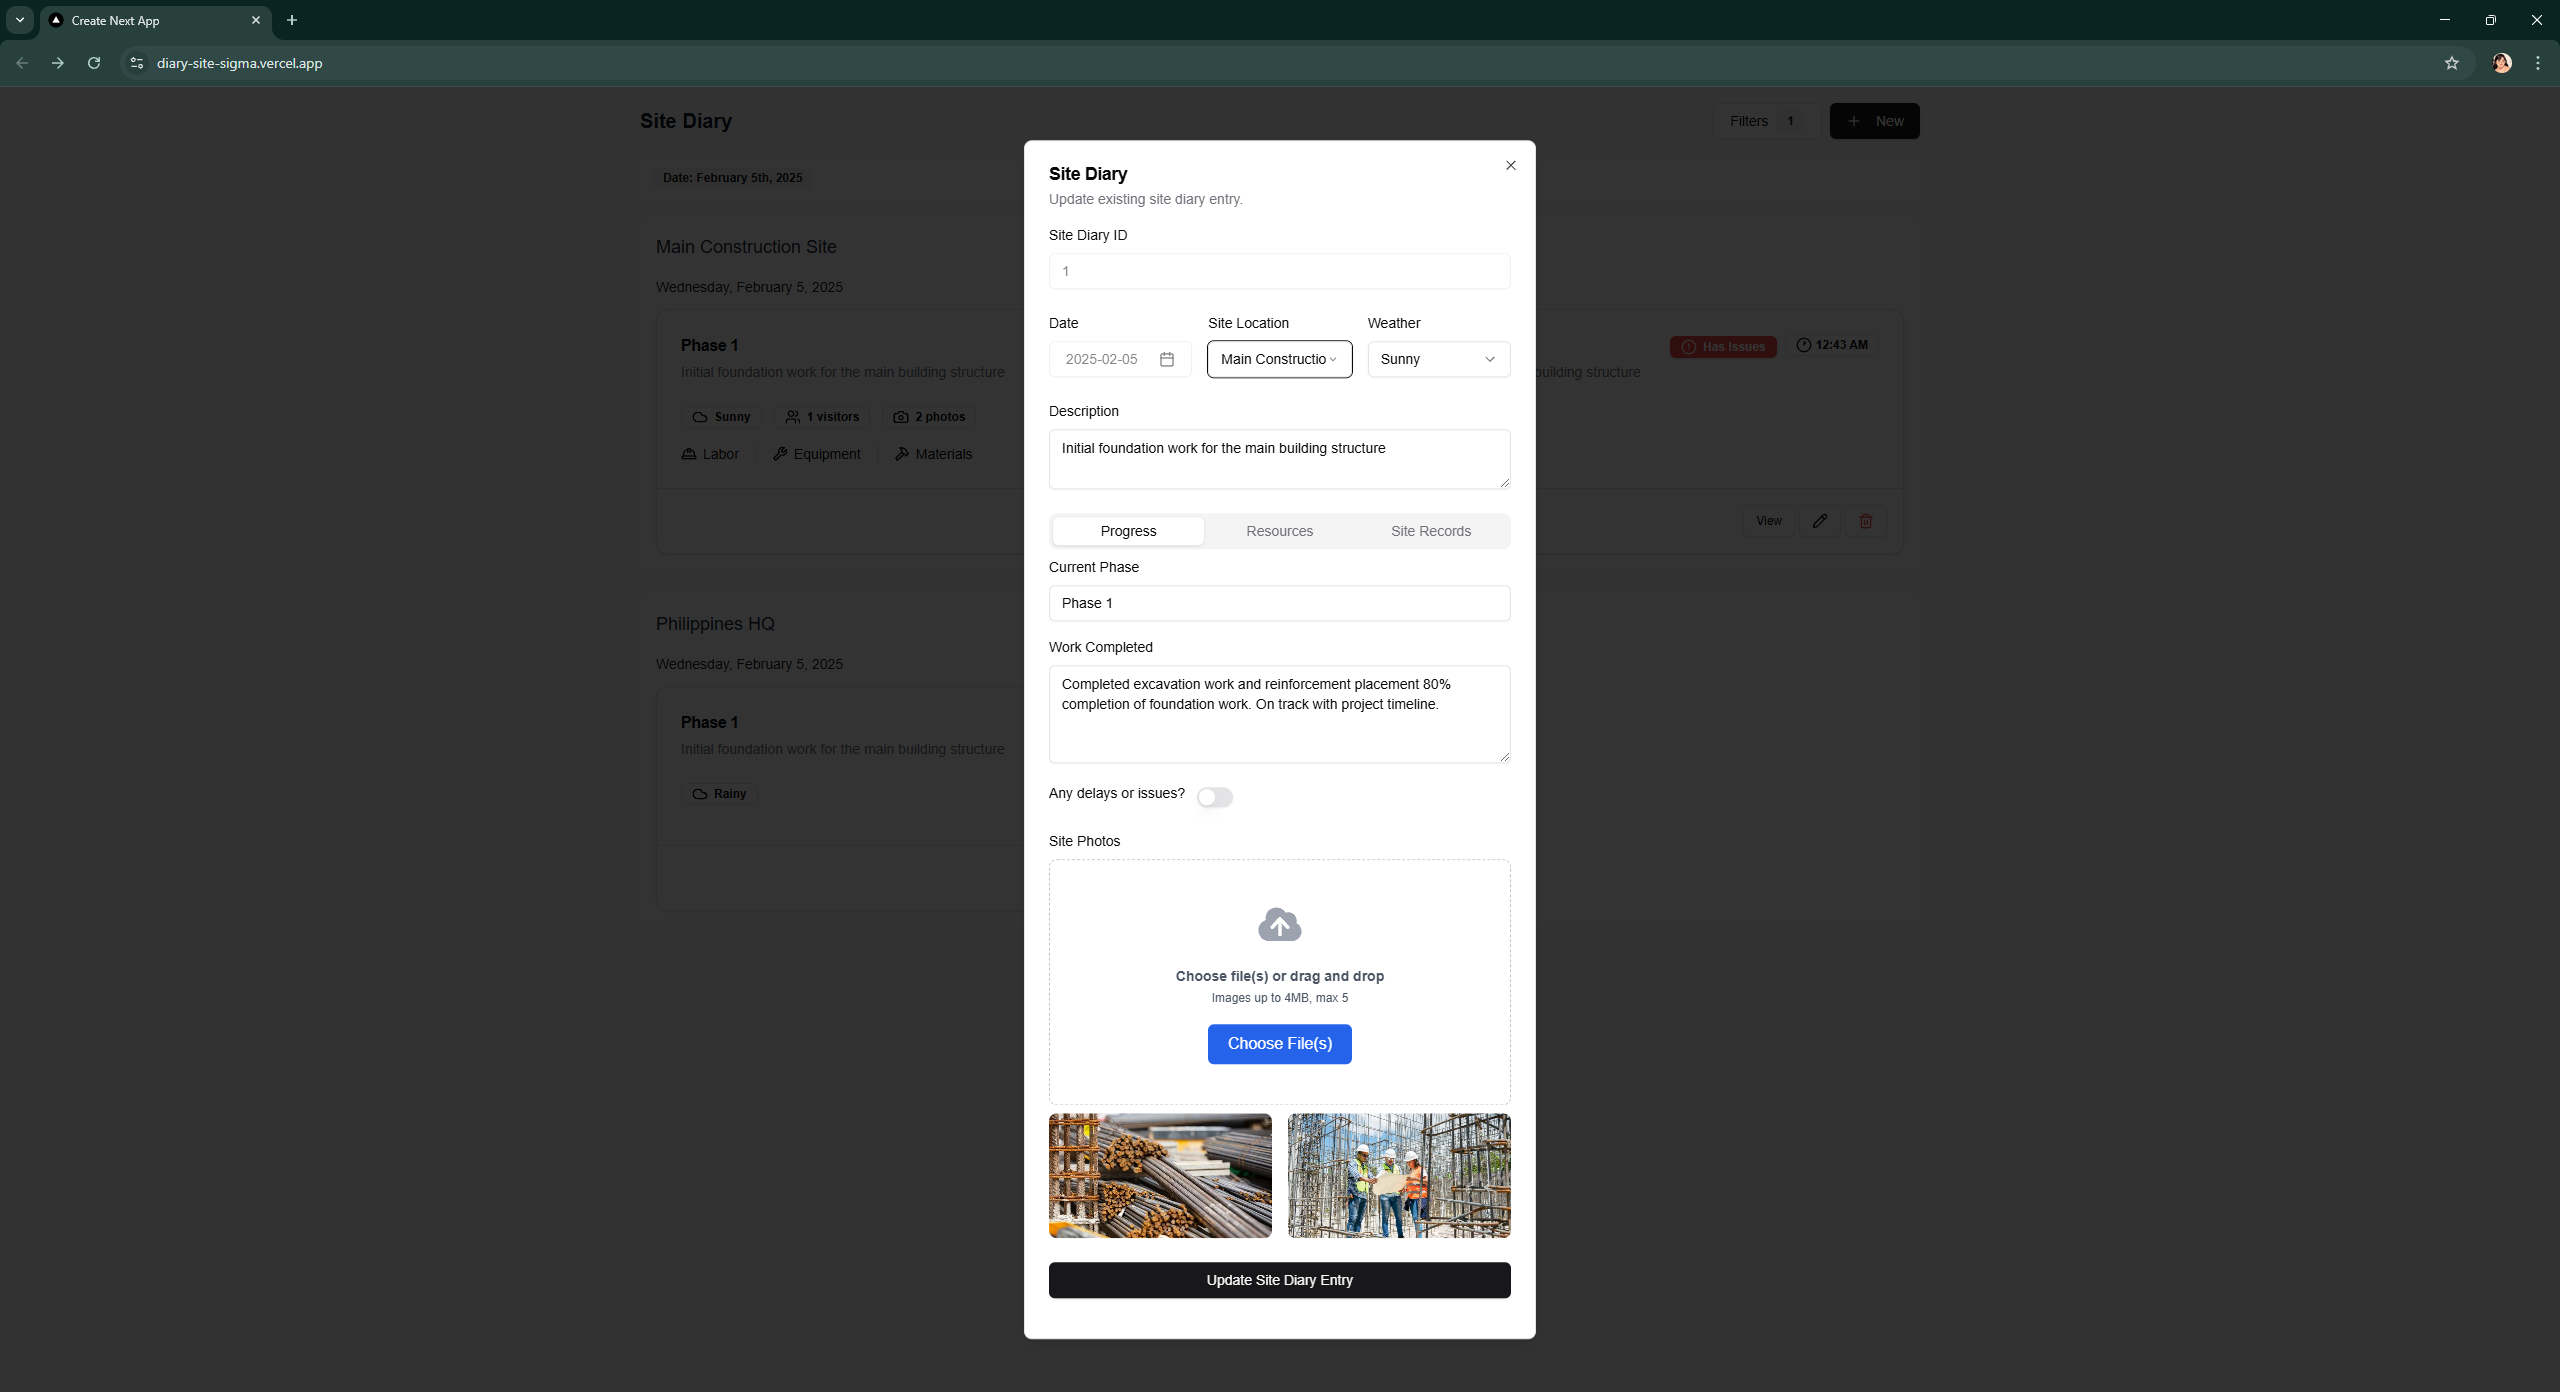 Create Next App
diary-site-sigma.vercel.app
Site Diary
Filters 1
New
Date: February 5th, 2025
Main Construction Site
Wednesday, February 5, 2025
Phase 1
Initial foundation work for the main building structure
Sunny
1 visitors
2 photos
Labor
Equipment
Materials
building structure
Has Issues
12:43 AM
View
Philippines HQ
Wednesday, February 5, 2025
Phase 1
Initial foundation work for the main building structure
Rainy
Site Diary
Update existing site diary entry.
Site Diary ID
1
Date
Site Location
Weather
2025-02-05
Main Constructio
Sunny
Description
Initial foundation work for the main building structure
Progress
Resources
Site Records
Current Phase
Phase 1
Work Completed
Completed excavation work and reinforcement placement 80%
completion of foundation work. On track with project timeline.
Any delays or issues?
Site Photos
Choose file(s) or drag and drop
Images up to 4MB, max 5
Choose File(s)
Update Site Diary Entry